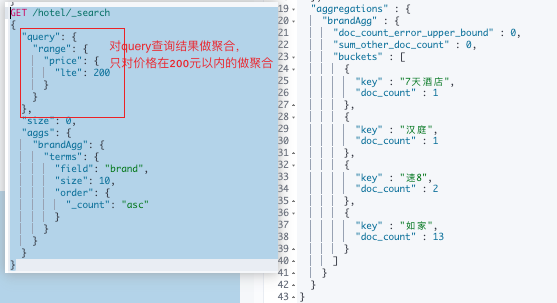 GET /hotel/_search
{
"query": {
"range": {
"price": {
"lte": 200
}
}
},
"size": 0,
"aggs": {
"brandAgg": {
"terms": {
"field": "brand",
"size": 10,
"order": {
"_count": "asc"
}
}
}
}
}
对query查询结果做聚合，
只对价格在200元以内的做聚合
19 "aggregations" : {
20 "brandAgg" : {
21 "doc_count_error_upper_bound" : 0,
22 "sum_other_doc_count" : 0,
23 "buckets" : [
24 {
25 "key" : "7天酒店",
26 "doc_count" : 1
27 },
28 {
29 "key" : "汉庭",
30 "doc_count" : 1
31 },
32 {
33 "key" : "速8",
34 "doc_count" : 2
35 },
36 {
37 "key" : "如家",
38 "doc_count" : 13
39 }
40 ]
41 }
42 }
43 }